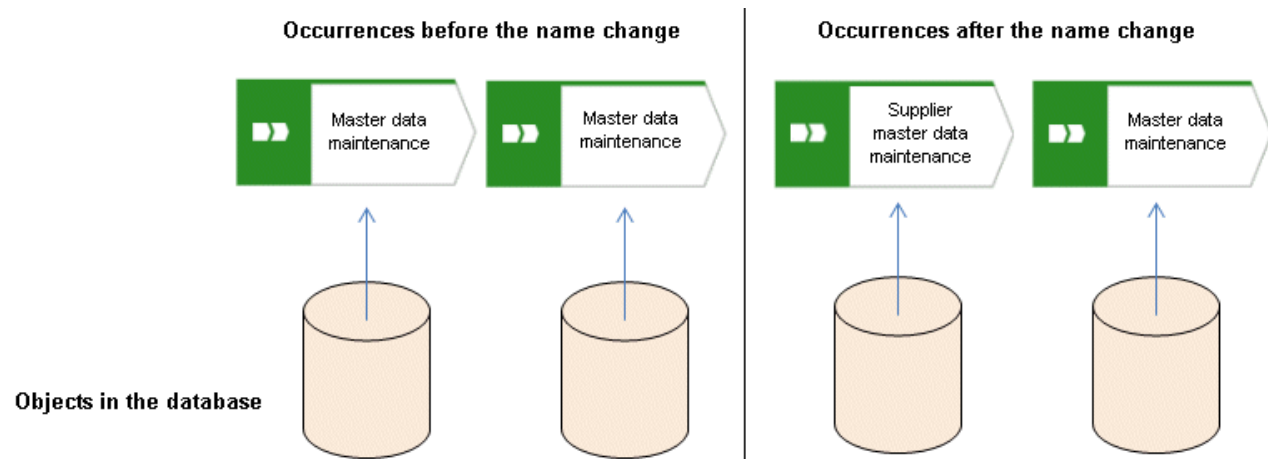 Occurrences before the name change
Occurrences after the name change
Master data
maintenance
Master data
maintenance
Supplier
master data
maintenance
Master data
maintenance
Objects in the database